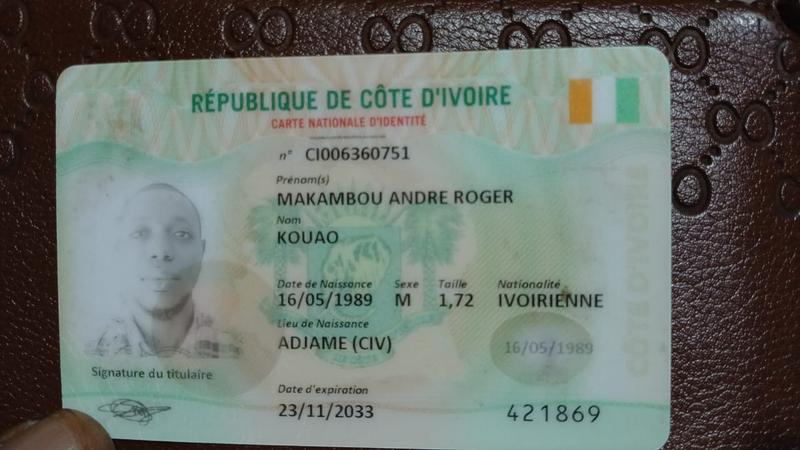 RÉPUBLIQUE DE CÔTE D'IVOIRE
CARTE NATIONALE D'IDENTITÉ
n° CI006360751
Prénom(s)
MAKAMBOU ANDRE ROGER
Nom
KOUAO
Date de Naissance Sexe Taille Nationalité
16/05/1989 M 1,72 IVOIRIENNE
Lieu de Naissance
ADJAME (CIV)
16/05/1989
Signature du titulaire
Date d'expiration
23/11/2033
421869